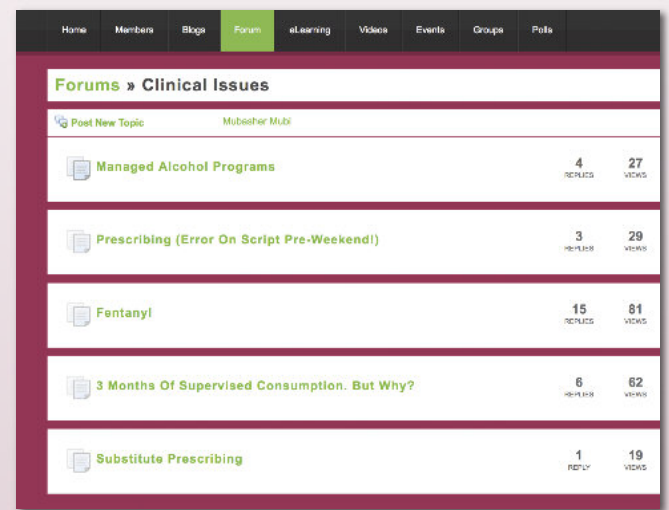 Home Members Blogs Forum eLearning Videos Events Groups Polls
Forums » Clinical Issues
Post New Topic Mubasher Mubi
Managed Alcohol Programs 4 27
REPLIES VIEWS
Prescribing (Error On Script Pre-Weekend!) 3 29
REPLIES VIEWS
Fentanyl 15 81
REPLIES VIEWS
3 Months Of Supervised Consumption. But Why? 6 62
REPLIES VIEWS
Substitute Prescribing 1 19
REPLY VIEWS